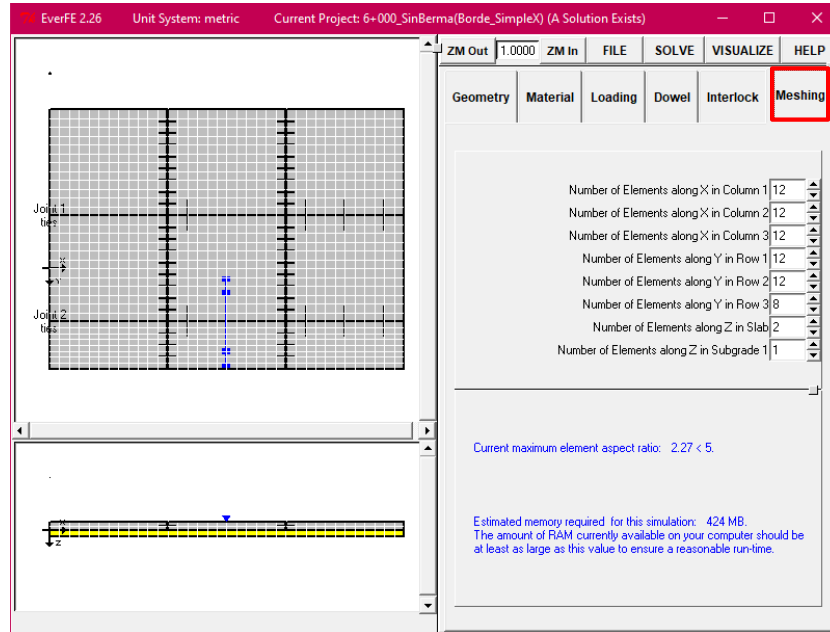 EverFE 2.26 Unit System: metric Current Project: 6+000_SinBerma(Borde_SimpleX) (A Solution Exists)
ZM Out 1.0000 ZM In FILE SOLVE VISUALIZE HELP
Geometry Material Loading Dowel Interlock Meshing
Number of Elements along X in Column 1 12
Number of Elements along X in Column 2 12
Number of Elements along X in Column 3 12
Number of Elements along Y in Row 1 12
Number of Elements along Y in Row 2 12
Number of Elements along Y in Row 3 8
Number of Elements along Z in Slab 2
Number of Elements along Z in Subgrade 1 1
Current maximum element aspect ratio: 2.27 < 5.
Estimated memory required for this simulation: 424 MB.
The amount of RAM currently available on your computer should be
at least as large as this value to ensure a reasonable run-time.
Joint 1
ties
X
Y
Joint 2
ties
X
Z